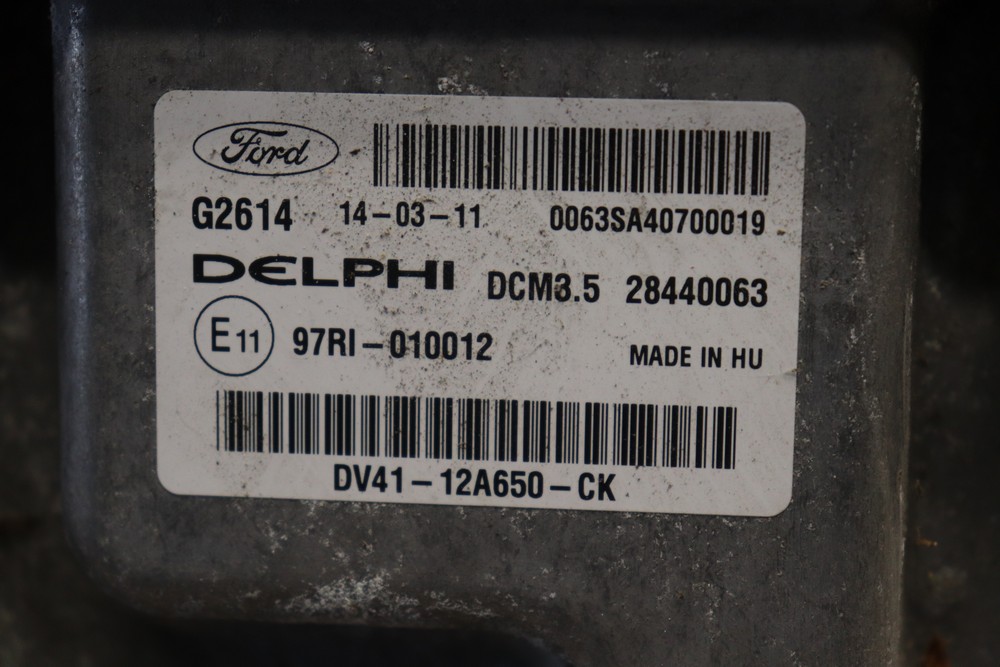 Ford
G2614 14-03-11 0063SA40700019
DELPHI DCM3.5 28440063
E11 97RI-010012 MADE IN HU
DV41-12A650-CK